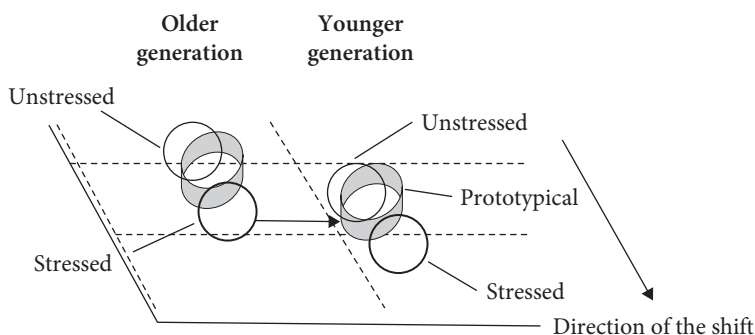 Older
generation
Younger
generation
Unstressed
Unstressed
Prototypical
Stressed
Stressed
Direction of the shift